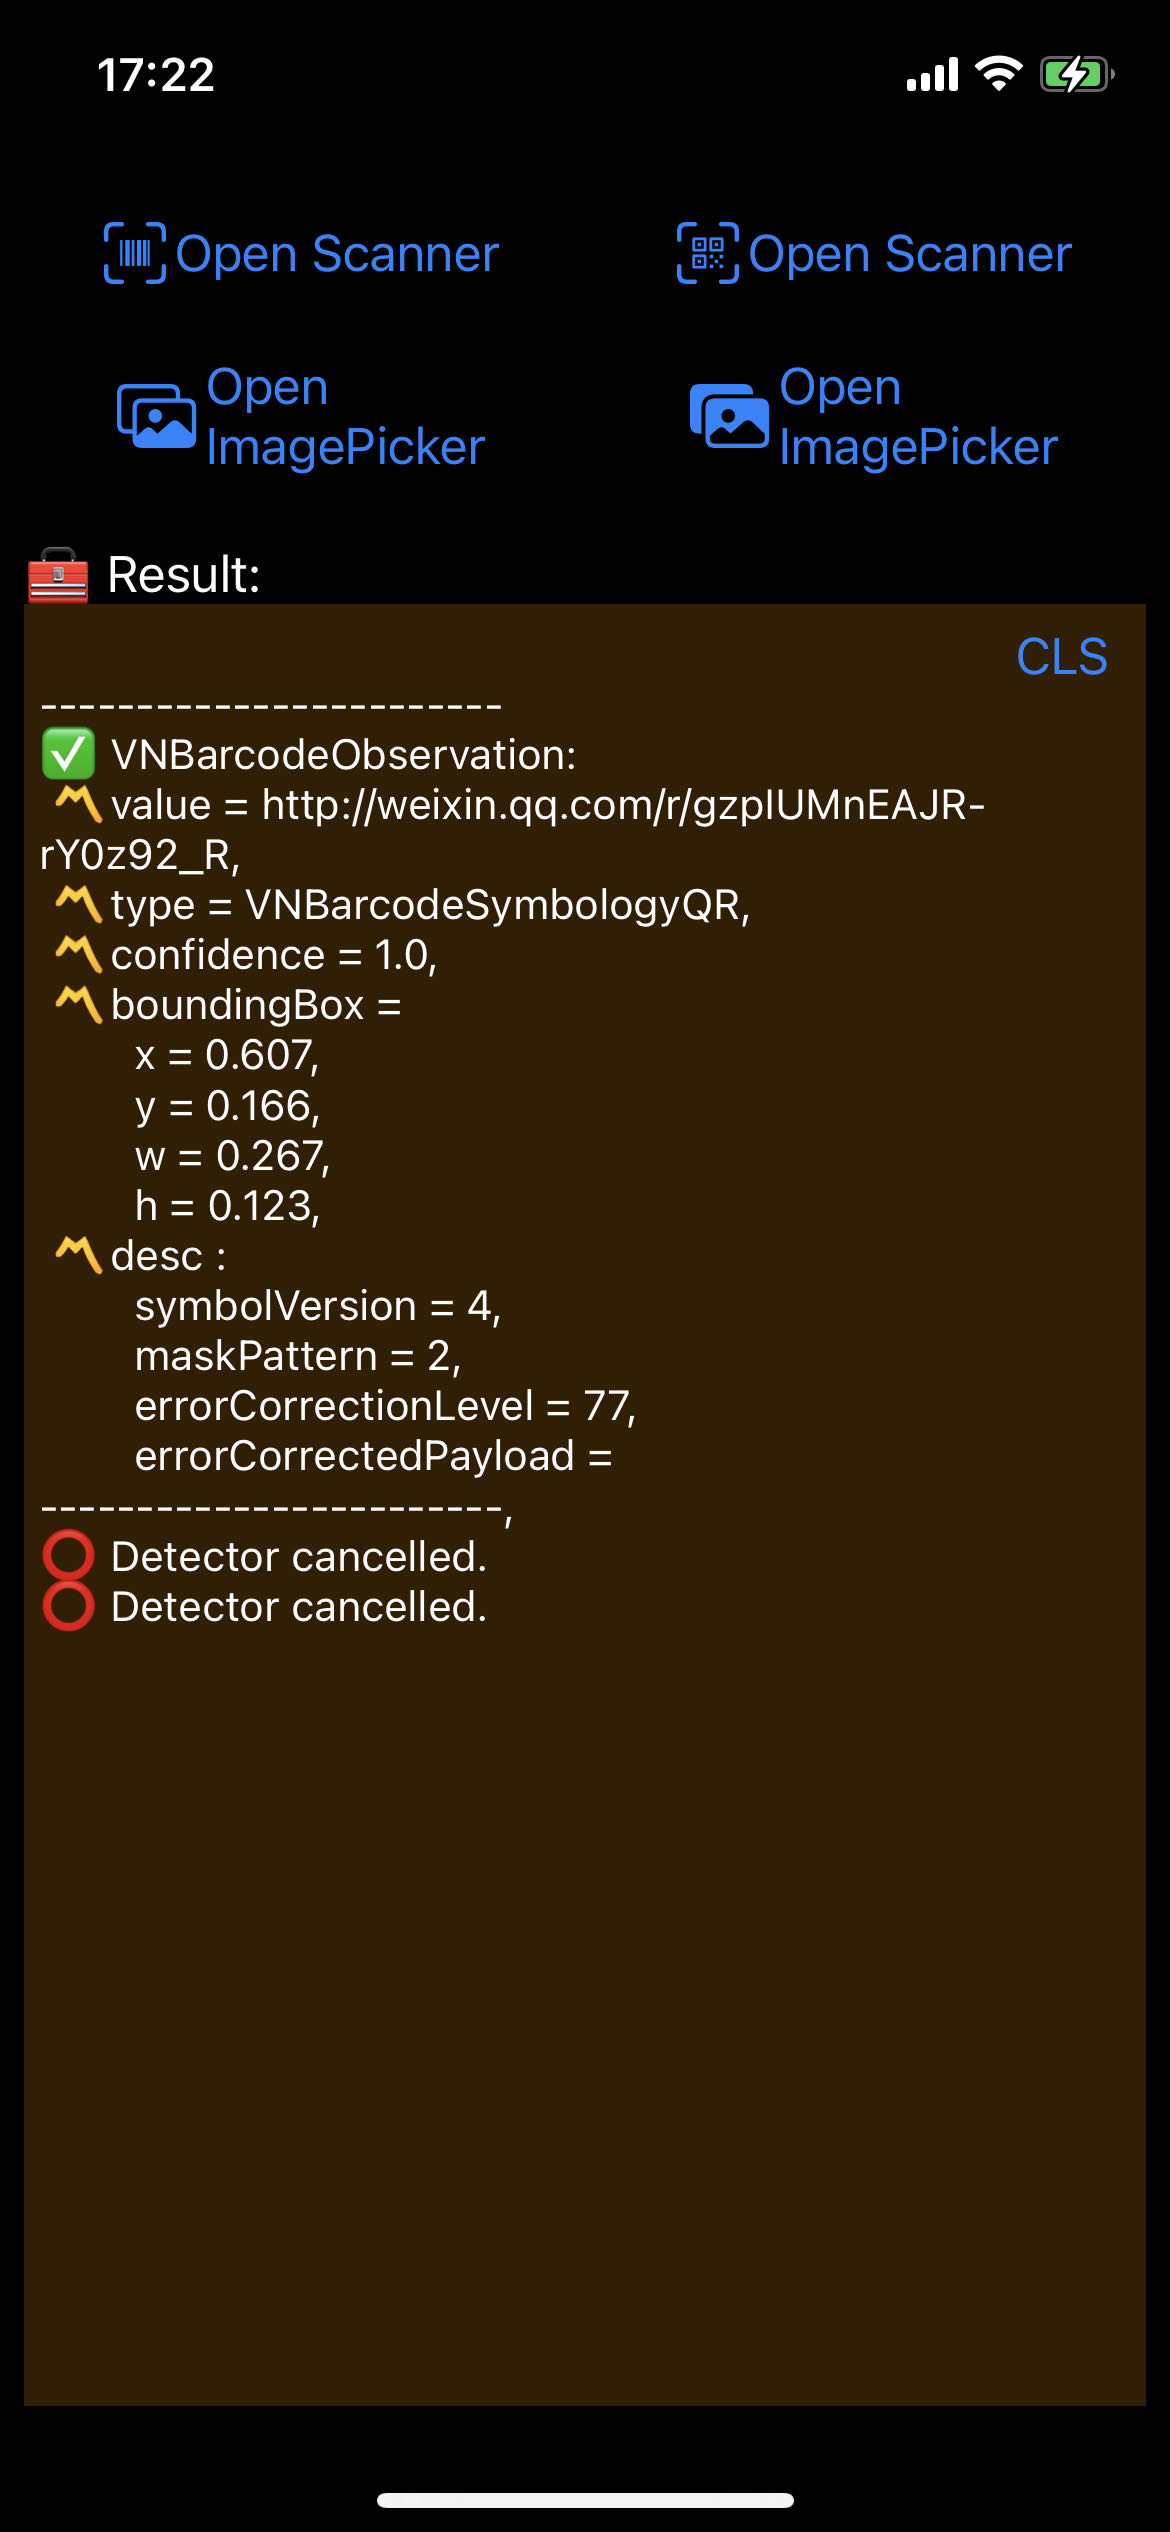 17:22
Open Scanner
Open Scanner
Open
ImagePicker
Open
ImagePicker
🧰 Result:
CLS
------------------------
✅ VNBarcodeObservation:
〽️value = http://weixin.qq.com/r/gzpIUMnEAJR-
rY0z92_R,
〽️type = VNBarcodeSymbologyQR,
〽️confidence = 1.0,
〽️boundingBox =
x = 0.607,
y = 0.166,
w = 0.267,
h = 0.123,
〽️desc :
symbolVersion = 4,
maskPattern = 2,
errorCorrectionLevel = 77,
errorCorrectedPayload =
------------------------,
⭕ Detector cancelled.
⭕ Detector cancelled.